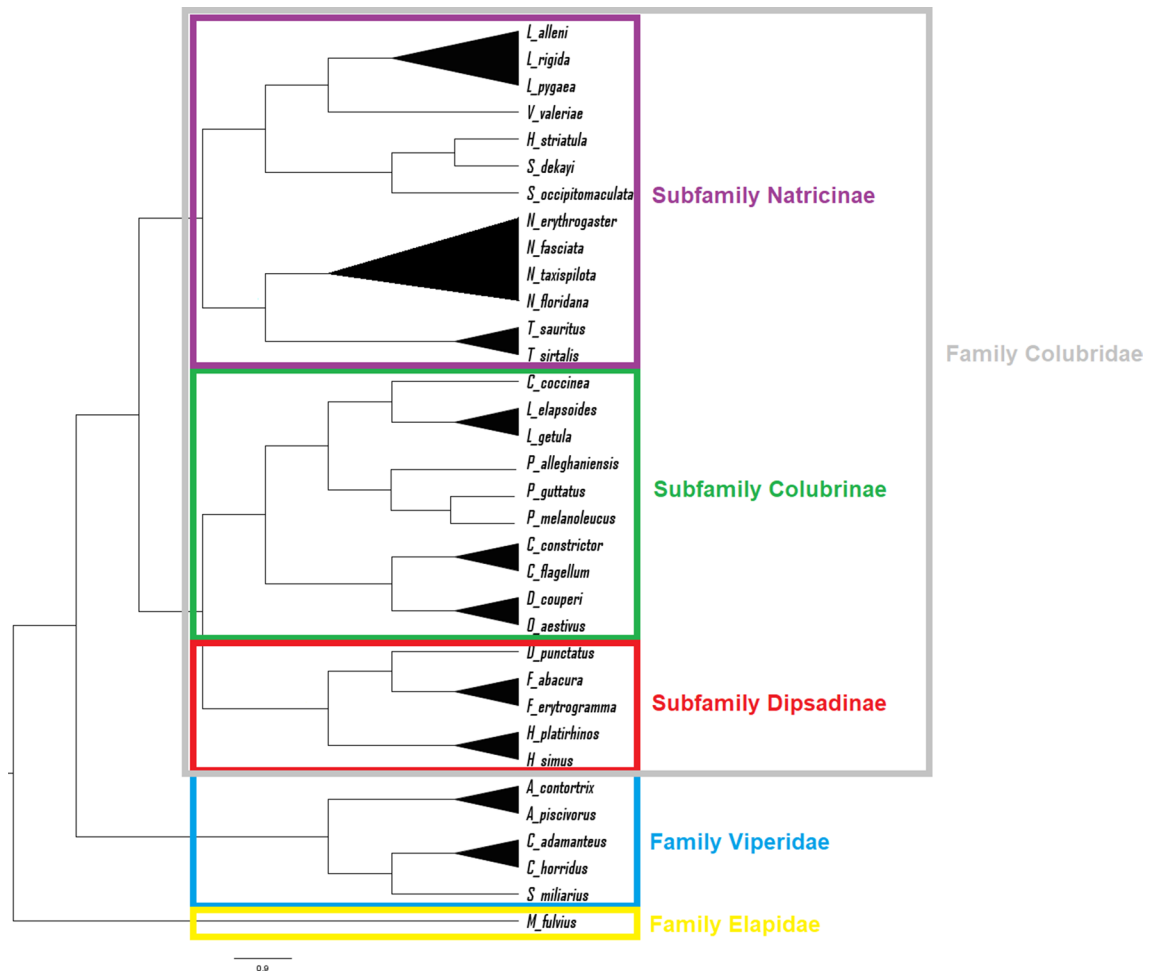 L_alleni
L_rigida
L_pygaea
V_valeriae
H_striatula
S_dekayi
S_occipitomaculata
Subfamily Natricinae
N_erythrogaster
N_fasciata
N_taxispilota
N_floridana
T_sauritus
T_sirtalis
Family Colubridae
C_coccinea
L_elapsoides
L_getula
P_alleghaniensis
P_guttatus
Subfamily Colubrinae
P_melanoleucus
C_constrictor
C_flagellum
D_couperi
O_aestivus
D_punctatus
F_abacura
F_erytrogramma
Subfamily Dipsadinae
H_platirhinos
H_simus
A_contortrix
A_piscivorus
C_adamanteus
Family Viperidae
C_horridus
S_miliarius
M_fulvius
Family Elapidae
0.9